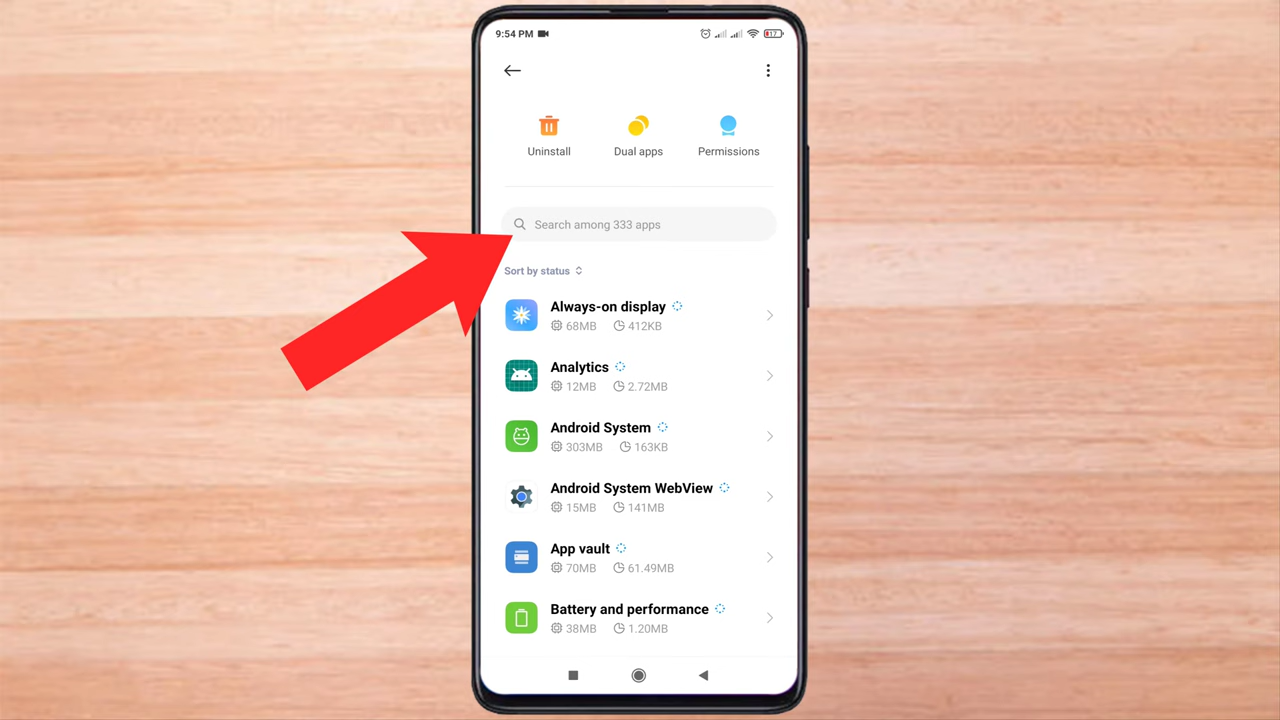 9:54 PM 17
Uninstall Dual apps Permissions
Search among 333 apps
Sort by status
Always-on display
68MB 412KB
Analytics
12MB 2.72MB
Android System
303MB 163KB
Android System WebView
15MB 141MB
App vault
70MB 61.49MB
Battery and performance
38MB 1.20MB